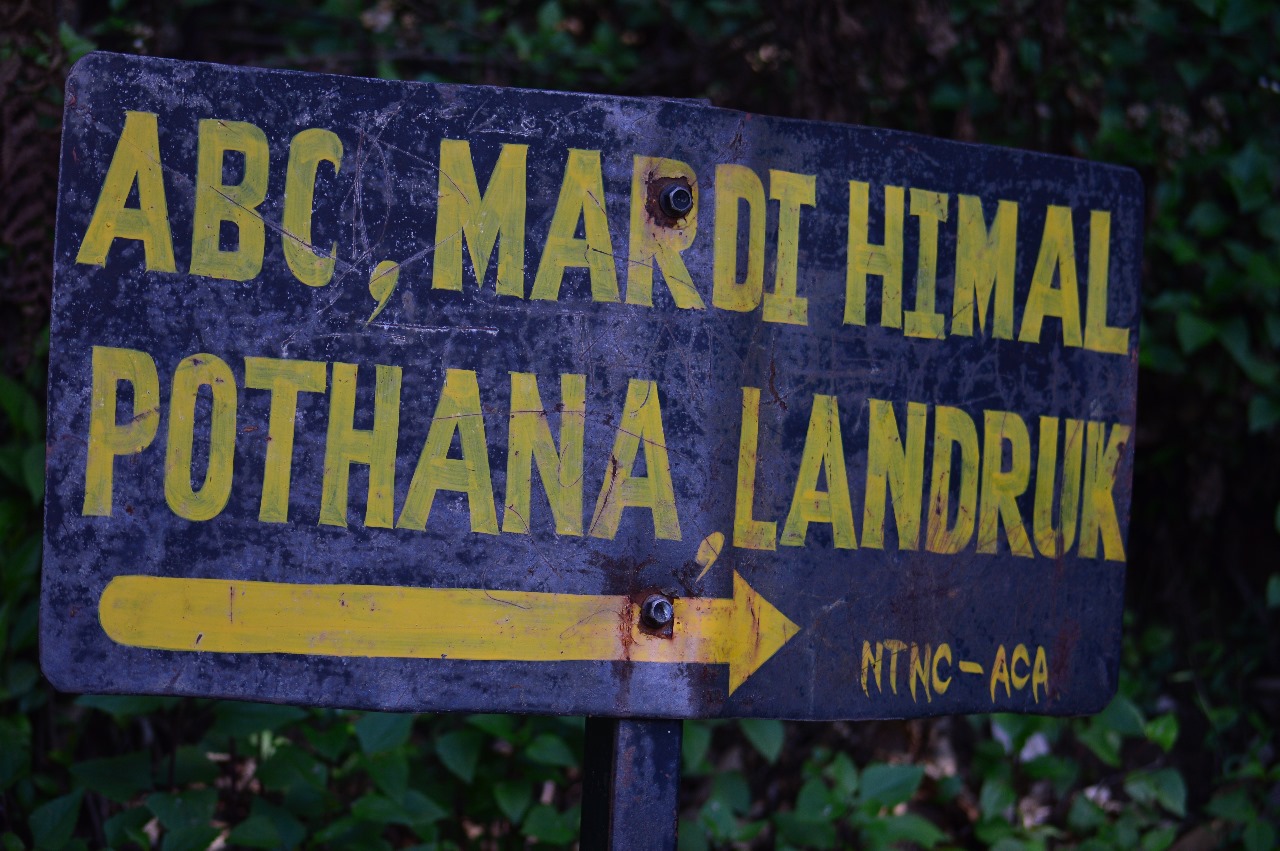 ABC, MARDI HIMAL
POTHANA, LANDRUK
NTNC-ACA